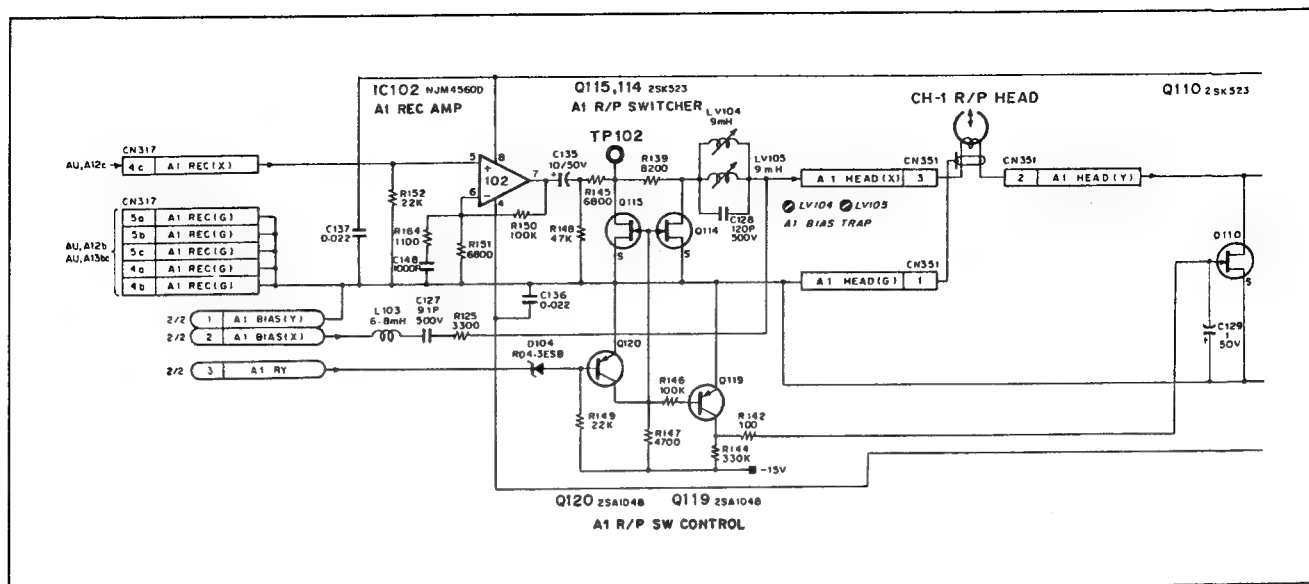 IC102 NJM4560D
A1 REC AMP
Q115,114 2SK523
A1 R/P SWITCHER
TP102
LV104
9mH
CH-1 R/P HEAD
Q110 2SK523
AU,A12c
CN317
4c A1 REC(X)
5
8
+
102
-
6
4
7
C135
10/50V
+
R145
6800
R139
8200
LV105
9mH
CN351
A1 HEAD(X) 3
CN351
2 A1 HEAD(Y)
R152
22K
C137
0.022
R164
1100
C148
1000P
R151
6800
R150
100K
R148
47K
Q115
S
Q114
S
C128
120P
500V
LV104 LV105
A1 BIAS TRAP
CN317
5a A1 REC(G)
5b A1 REC(G)
5c A1 REC(G)
4a A1 REC(G)
4b A1 REC(G)
AU,A12b
AU,A13bc
Q110
S
CN351
A1 HEAD(G) 1
C136
0.022
2/2 1 A1 BIAS(Y)
2/2 2 A1 BIAS(X)
L103
6.8mH
C127
91P
500V
R125
3300
C129
1
50V
+
2/2 3 A1 RY
D104
RD4.3ESB
Q120
R146
100K
Q119
R149
22K
R147
4700
R142
100
R144
330K
-15V
Q120 2SA1048
Q119 2SA1048
A1 R/P SW CONTROL